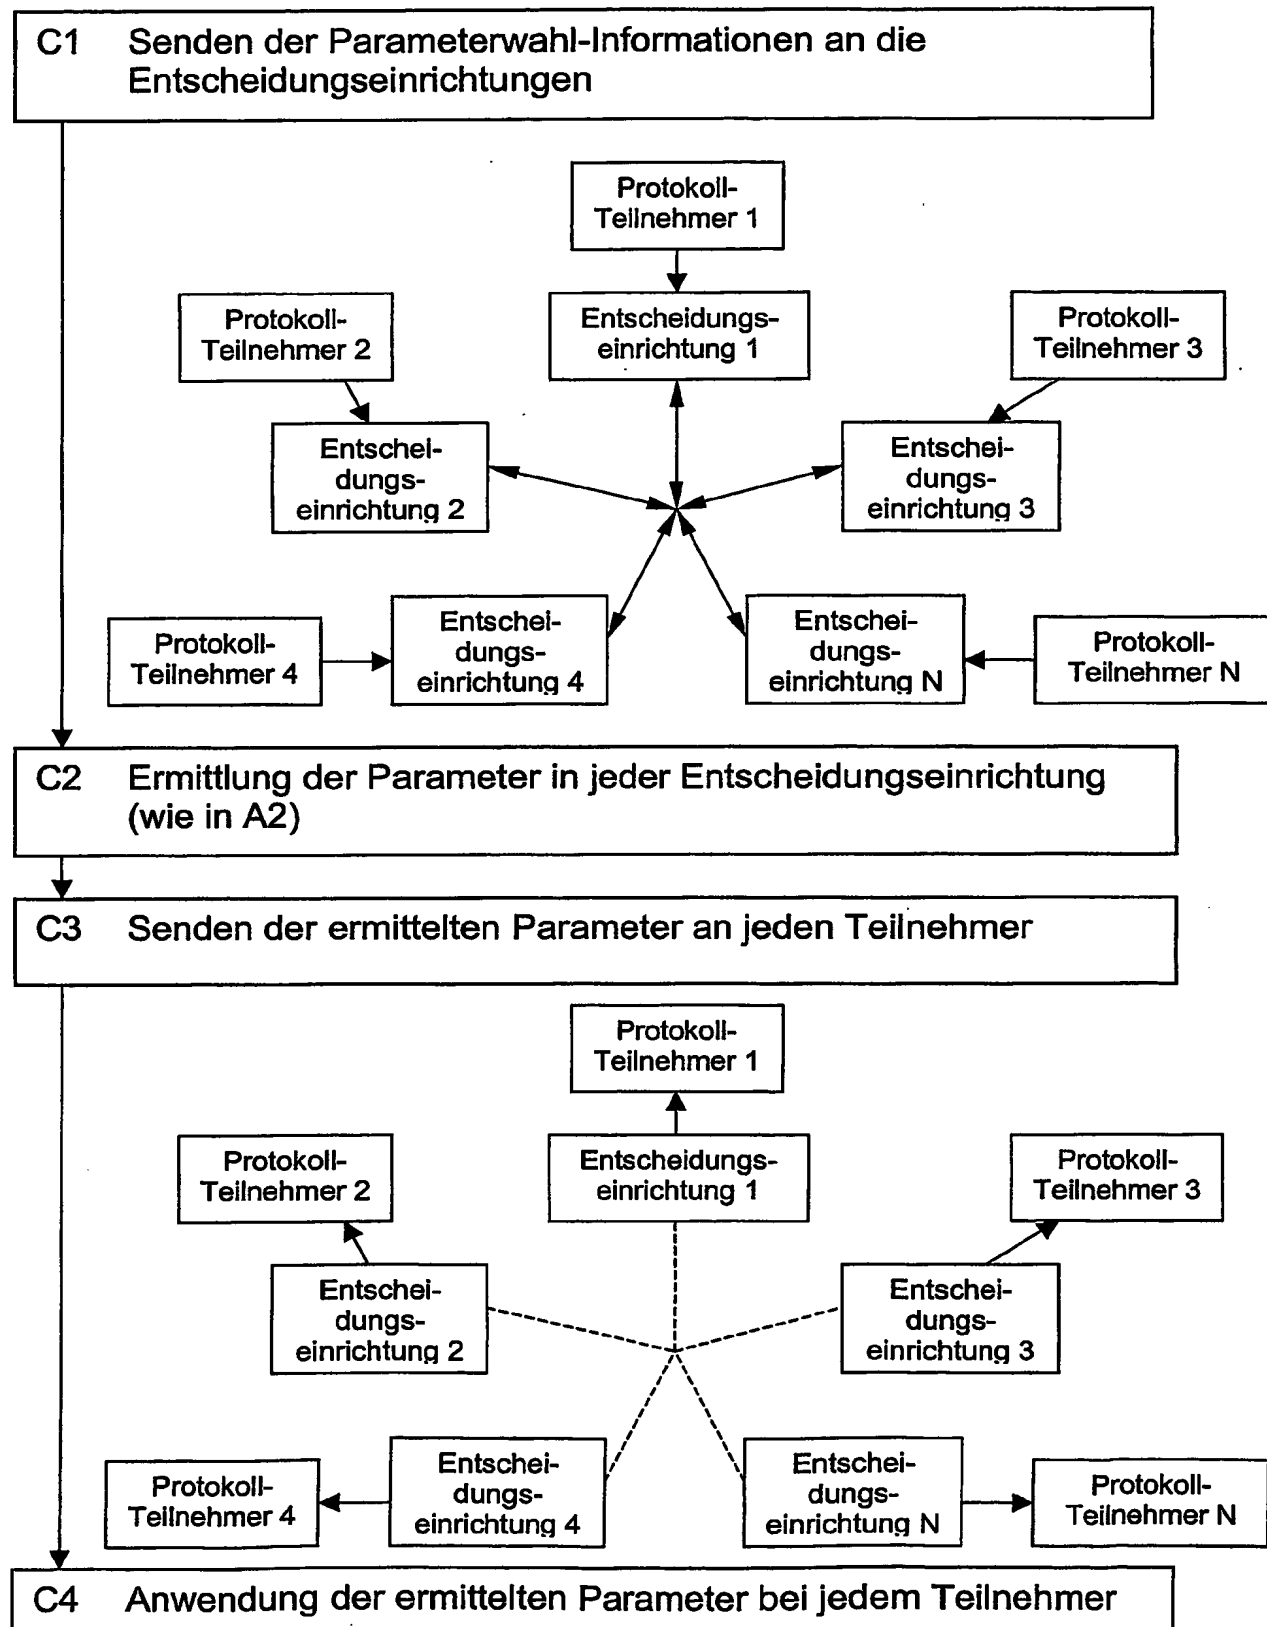 C1 Senden der Parameterwahl-Informationen an die
Entscheidungseinrichtungen
Protokoll-
Teilnehmer 1
Protokoll-
Teilnehmer 2
Entscheidungs-
einrichtung 1
Protokoll-
Teilnehmer 3
Entschei-
dungs-
einrichtung 2
Entschei-
dungs-
einrichtung 3
Protokoll-
Teilnehmer 4
Entschei-
dungs-
einrichtung 4
Entschei-
dungs-
einrichtung N
Protokoll-
Teilnehmer N
C2 Ermittlung der Parameter in jeder Entscheidungseinrichtung
(wie in A2)
C3 Senden der ermittelten Parameter an jeden Teilnehmer
Protokoll-
Teilnehmer 1
Protokoll-
Teilnehmer 2
Entscheidungs-
einrichtung 1
Protokoll-
Teilnehmer 3
Entschei-
dungs-
einrichtung 2
Entschei-
dungs-
einrichtung 3
Protokoll-
Teilnehmer 4
Entschei-
dungs-
einrichtung 4
Entschei-
dungs-
einrichtung N
Protokoll-
Teilnehmer N
C4 Anwendung der ermittelten Parameter bei jedem Teilnehmer